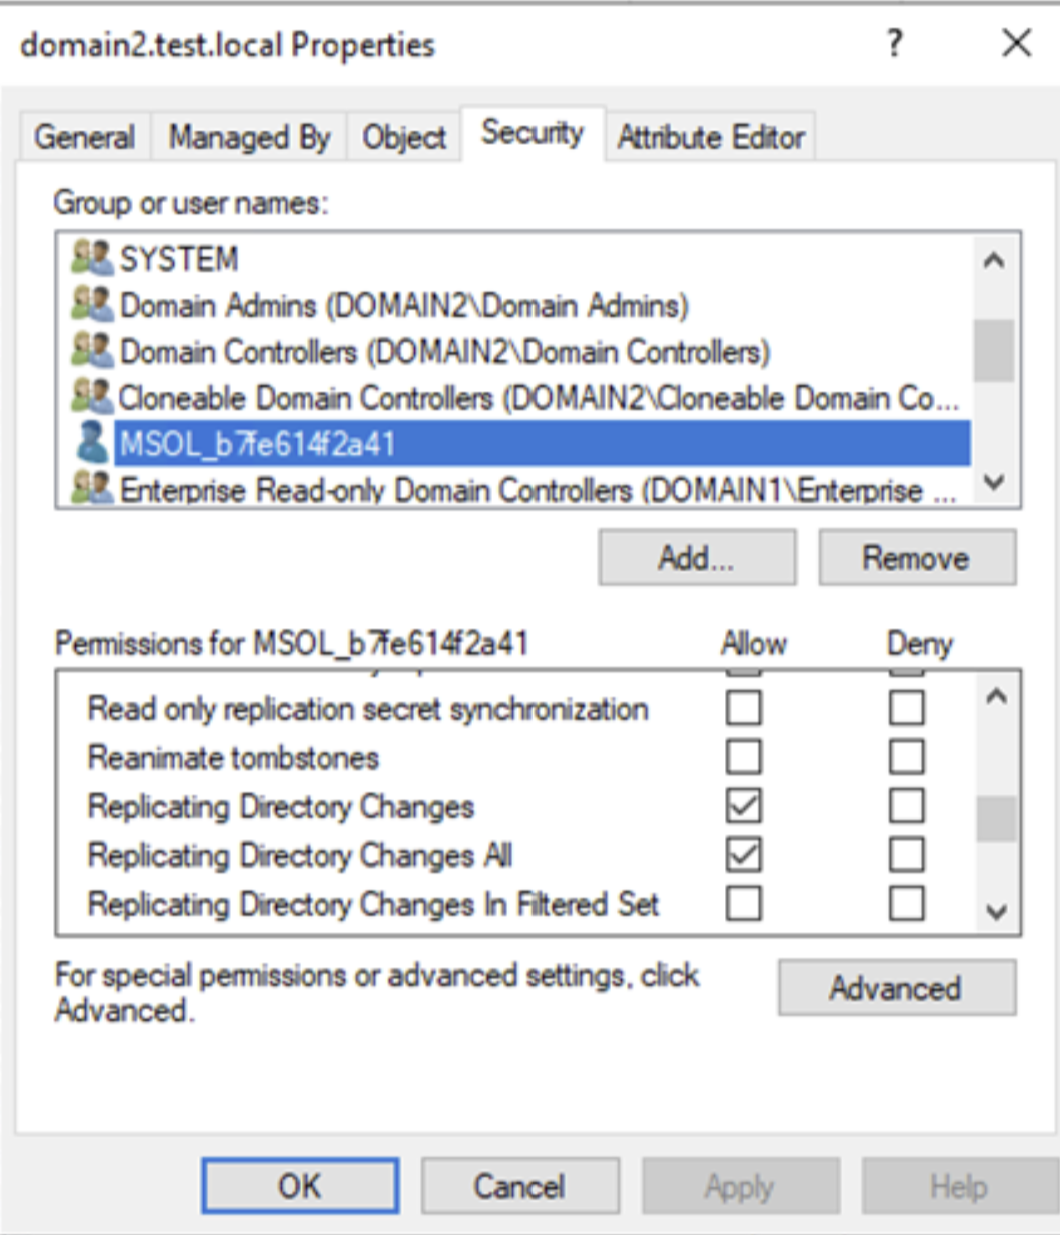 domain2.test.local Properties
?
General Managed By Object Security Attribute Editor
Group or user names:
SYSTEM
Domain Admins (DOMAIN2\Domain Admins)
Domain Controllers (DOMAIN2\Domain Controllers)
Cloneable Domain Controllers (DOMAIN2\Cloneable Domain Co...
MSOL_b7fe614f2a41
Enterprise Read-only Domain Controllers (DOMAIN1\Enterprise ...
Add... Remove
Permissions for MSOL_b7fe614f2a41 Allow Deny
Read only replication secret synchronization
Reanimate tombstones
Replicating Directory Changes
Replicating Directory Changes All
Replicating Directory Changes In Filtered Set
For special permissions or advanced settings, click
Advanced.
Advanced
OK Cancel Apply Help